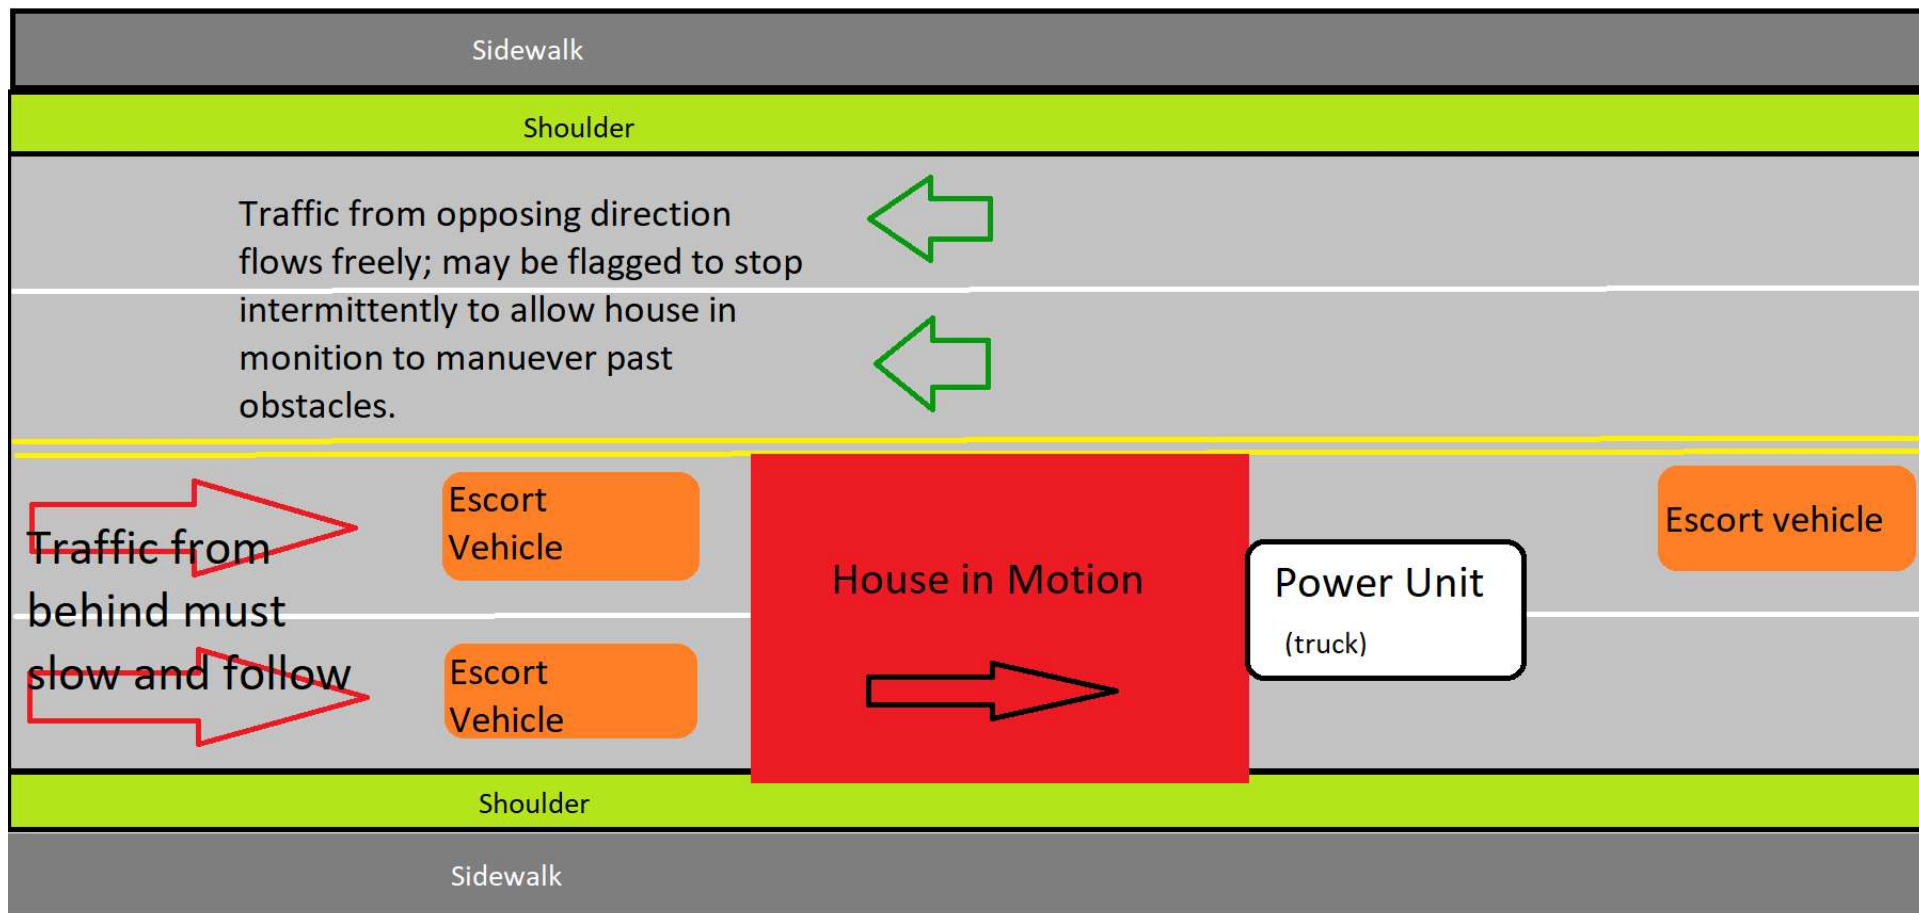 Sidewalk
Shoulder
Traffic from opposing direction
flows freely; may be flagged to stop
intermittently to allow house in
monition to manuever past
obstacles.
Traffic from
behind must
slow and follow
Escort
Vehicle
Escort
Vehicle
House in Motion
Power Unit
(truck)
Escort vehicle
Shoulder
Sidewalk